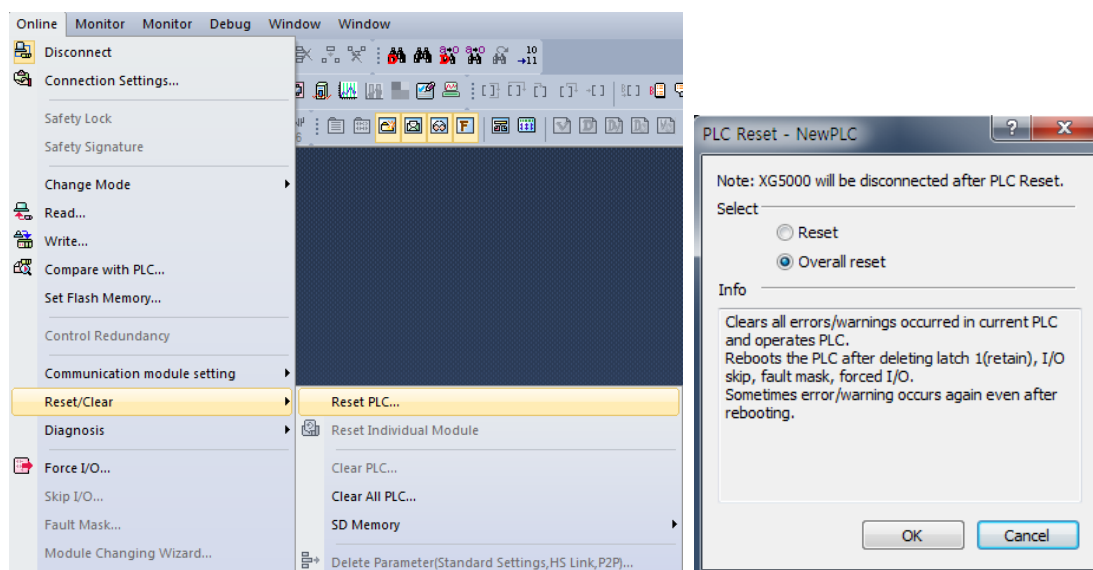 Online Monitor Monitor Debug Window Window
Disconnect
Connection Settings...
Safety Lock
Safety Signature
Change Mode
Read...
Write...
Compare with PLC...
Set Flash Memory...
Control Redundancy
Communication module setting
Reset/Clear
Diagnosis
Force I/O...
Skip I/O...
Fault Mask...
Module Changing Wizard...
Reset PLC...
Reset Individual Module
Clear PLC...
Clear All PLC...
SD Memory
Delete Parameter(Standard Settings,HS Link,P2P)...
PLC Reset - NewPLC
Note: XG5000 will be disconnected after PLC Reset.
Select
Reset
Overall reset
Info
Clears all errors/warnings occurred in current PLC
and operates PLC.
Reboots the PLC after deleting latch 1(retain), I/O
skip, fault mask, forced I/O.
Sometimes error/warning occurs again even after
rebooting.
OK Cancel